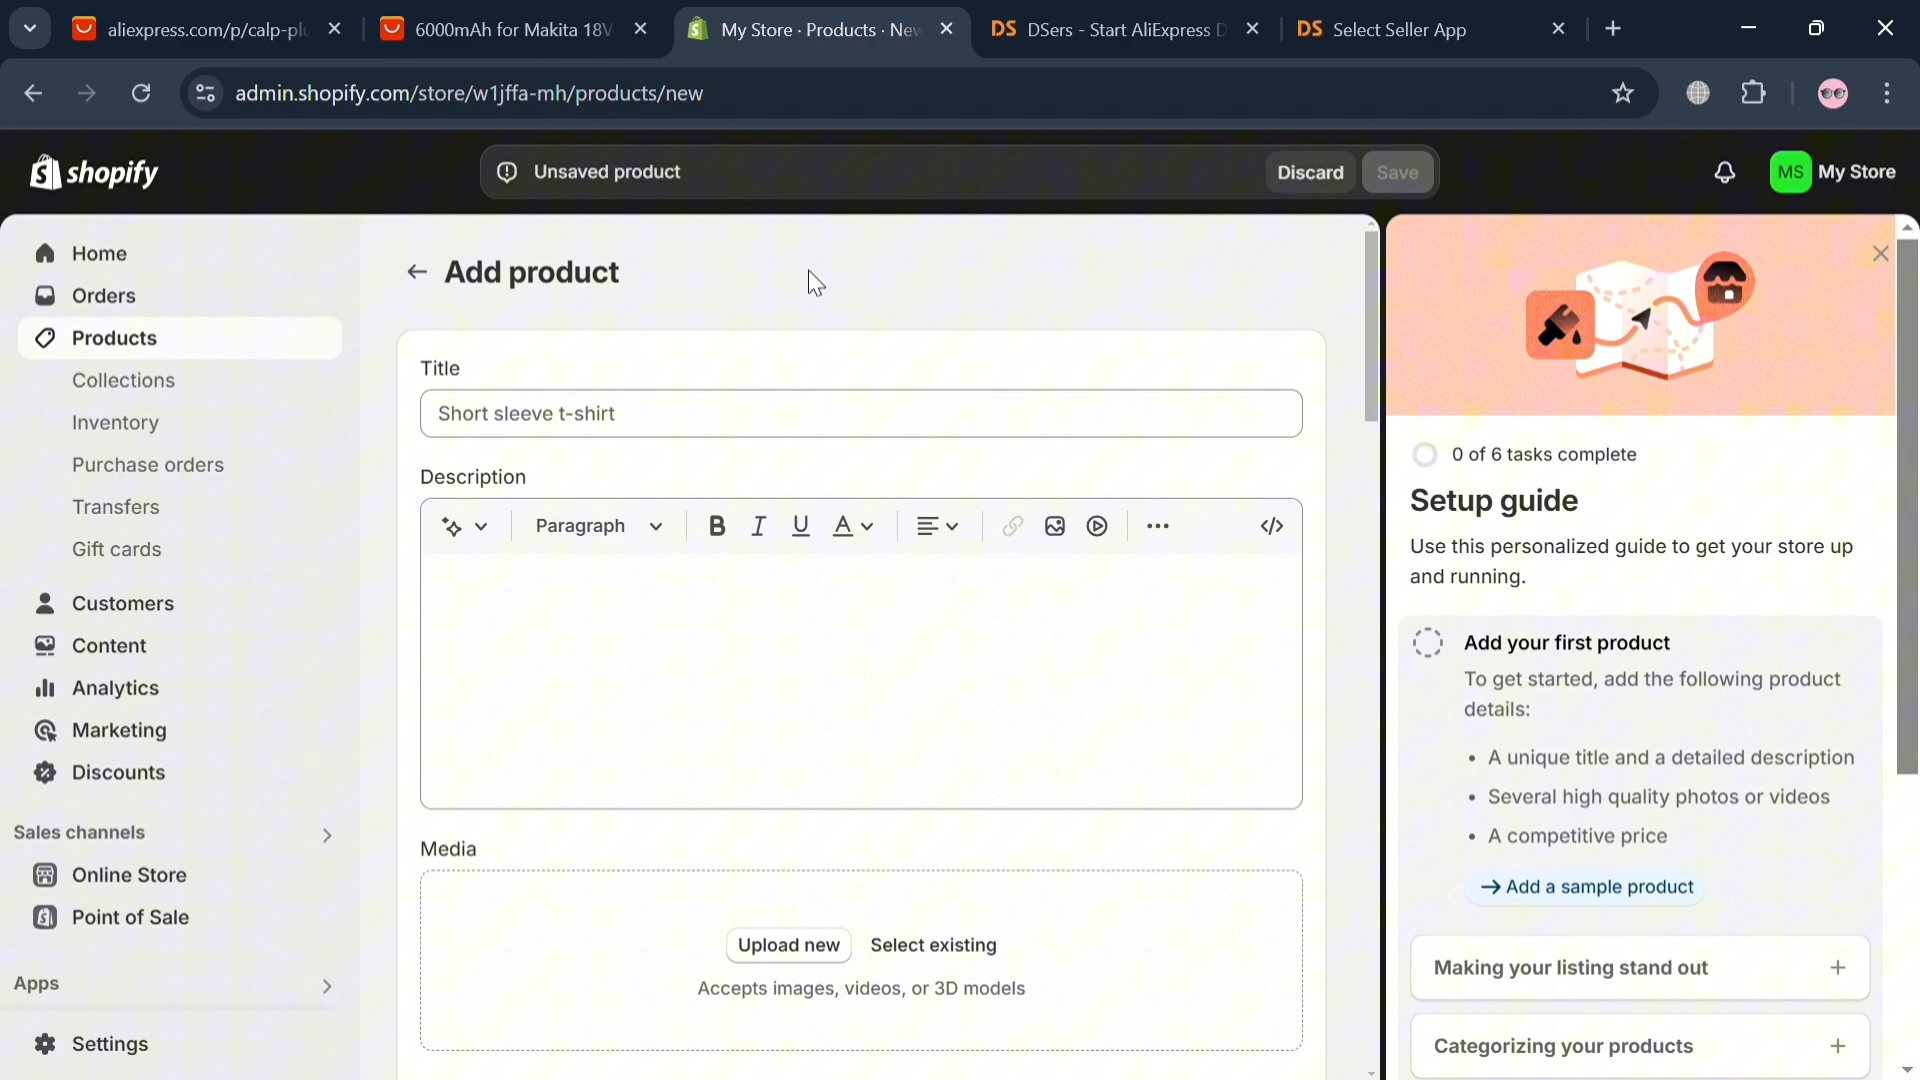 aliexpress.com/p/calp-pl
6000mAh for Makita 18V
My Store · Products · New
DS DSers - Start AliExpress D
DS Select Seller App
admin.shopify.com/store/w1jffa-mh/products/new
shopify
Unsaved product
Discard
Save
MS My Store
Home
Orders
Products
Collections
Inventory
Purchase orders
Transfers
Gift cards
Customers
Content
Analytics
Marketing
Discounts
Sales channels
Online Store
Point of Sale
Apps
Settings
Add product
Title
Short sleeve t-shirt
Description
Paragraph
B I U A
Media
Upload new
Select existing
Accepts images, videos, or 3D models
0 of 6 tasks complete
Setup guide
Use this personalized guide to get your store up
and running.
Add your first product
To get started, add the following product
details:
• A unique title and a detailed description
• Several high quality photos or videos
• A competitive price
Add a sample product
Making your listing stand out
Categorizing your products